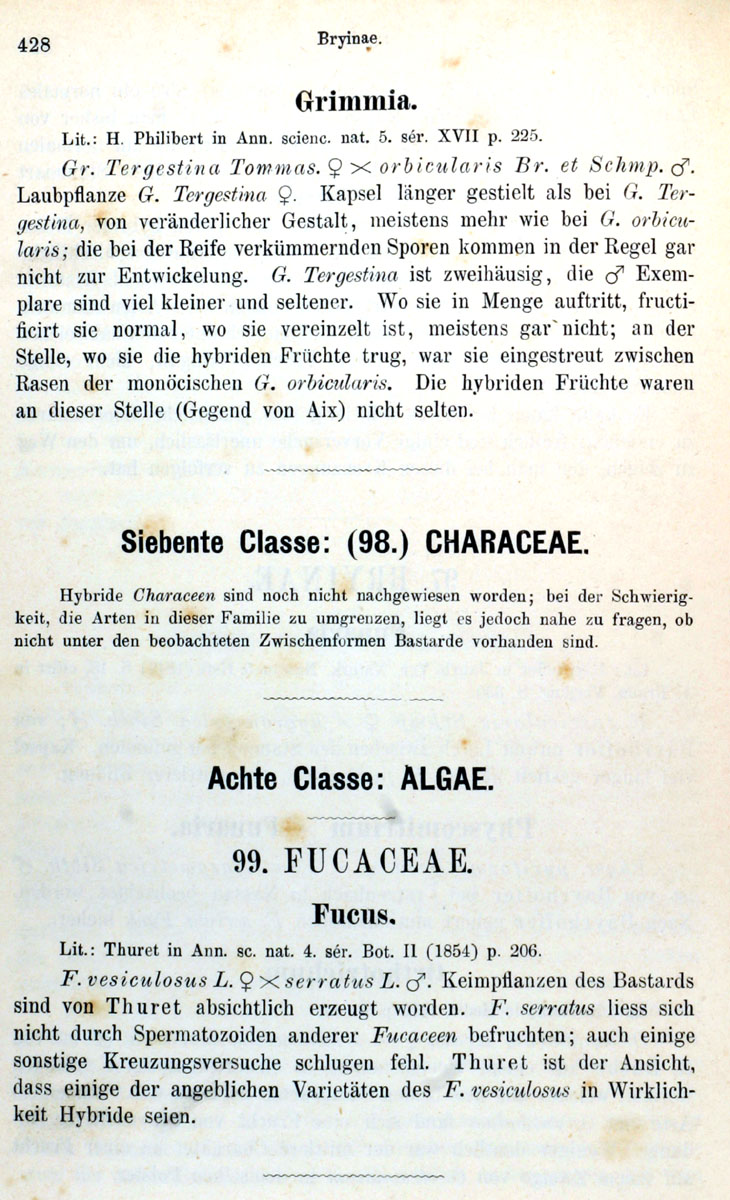 428
Bryinae.
Grimmia.
Lit.: H. Philibert in Ann. scienc. nat. 5. sér. XVII p. 225.
Gr. Tergestina Tommas. ♀ × orbicularis Br. et Schmp. ♂.
Laubpflanze G. Tergestina ♀. Kapsel länger gestielt als bei G. Ter-
gestina, von veränderlicher Gestalt, meistens mehr wie bei G. orbicu-
laris; die bei der Reife verkümmernden Sporen kommen in der Regel gar
nicht zur Entwickelung. G. Tergestina ist zweihäusig, die ♂ Exem-
plare sind viel kleiner und seltener. Wo sie in Menge auftritt, fructi-
ficirt sie normal, wo sie vereinzelt ist, meistens gar nicht; an der
Stelle, wo sie die hybriden Früchte trug, war sie eingestreut zwischen
Rasen der monöcischen G. orbicularis. Die hybriden Früchte waren
an dieser Stelle (Gegend von Aix) nicht selten.
Siebente Classe: (98.) CHARACEAE.
Hybride Characeen sind noch nicht nachgewiesen worden; bei der Schwierig-
keit, die Arten in dieser Familie zu umgrenzen, liegt es jedoch nahe zu fragen, ob
nicht unter den beobachteten Zwischenformen Bastarde vorhanden sind.
Achte Classe: ALGAE.
99. FUCACEAE.
Fucus.
Lit.: Thuret in Ann. sc. nat. 4. sér. Bot. II (1854) p. 206.
F. vesiculosus L. ♀ × serratus L. ♂. Keimpflanzen des Bastards
sind von Thuret absichtlich erzeugt worden. F. serratus liess sich
nicht durch Spermatozoiden anderer Fucaceen befruchten; auch einige
sonstige Kreuzungsversuche schlugen fehl. Thuret ist der Ansicht,
dass einige der angeblichen Varietäten des F. vesiculosus in Wirklich-
keit Hybride seien.